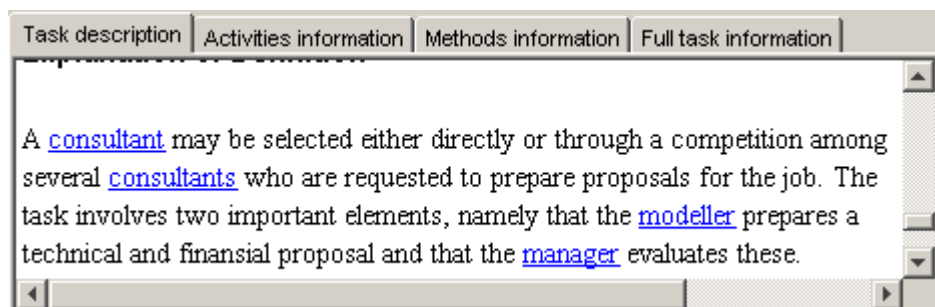 Task description Activities information Methods information Full task information
A consultant may be selected either directly or through a competition among
several consultants who are requested to prepare proposals for the job. The
task involves two important elements, namely that the modeller prepares a
technical and finansial proposal and that the manager evaluates these.